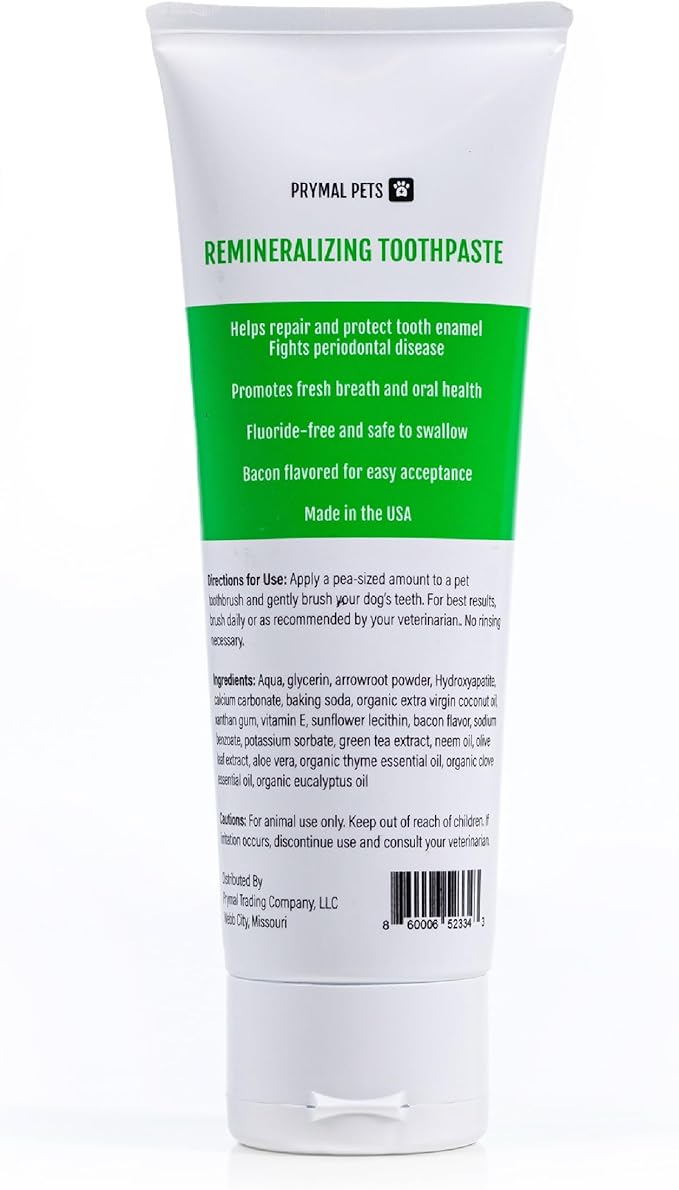 PRYMAL PETS
REMINERALIZING TOOTHPASTE
Helps repair and protect tooth enamel
Fights periodontal disease
Promotes fresh breath and oral health
Fluoride-free and safe to swallow
Bacon flavored for easy acceptance
Made in the USA
Directions for Use: Apply a pea-sized amount to a pet
toothbrush and gently brush your dog's teeth. For best results,
brush daily or as recommended by your veterinarian.. No rinsing
necessary.
Ingredients: Aqua, glycerin, arrowroot powder, Hydroxyapatite,
calcium carbonate, baking soda, organic extra virgin coconut oil,
xanthan gum, vitamin E, sunflower lecithin, bacon flavor, sodium
benzoate, potassium sorbate, green tea extract, neem oil, olive
leaf extract, aloe vera, organic thyme essential oil, organic clove
essential oil, organic eucalyptus oil
Cautions: For animal use only. Keep out of reach of children. If
irritation occurs, discontinue use and consult your veterinarian.
Distributed By
Prymal Trading Company, LLC
Webb City, Missouri
8 60006 52334 3